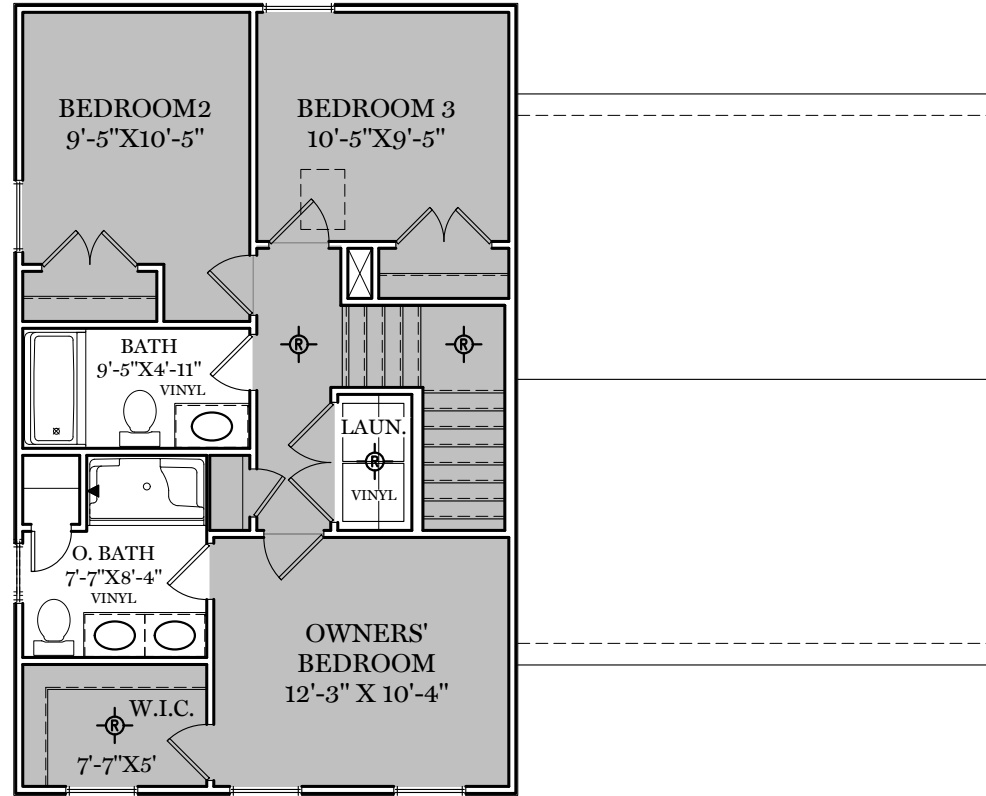 BEDROOM2
9'-5"X10'-5"
BEDROOM 3
10'-5"X9'-5"
R
R
BATH
9'-5"X4'-11"
VINYL
LAUN.
R
VINYL
O. BATH
7'-7"X8'-4"
VINYL
OWNERS'
BEDROOM
12'-3" X 10'-4"
W.I.C.
R
7'-7"X5'